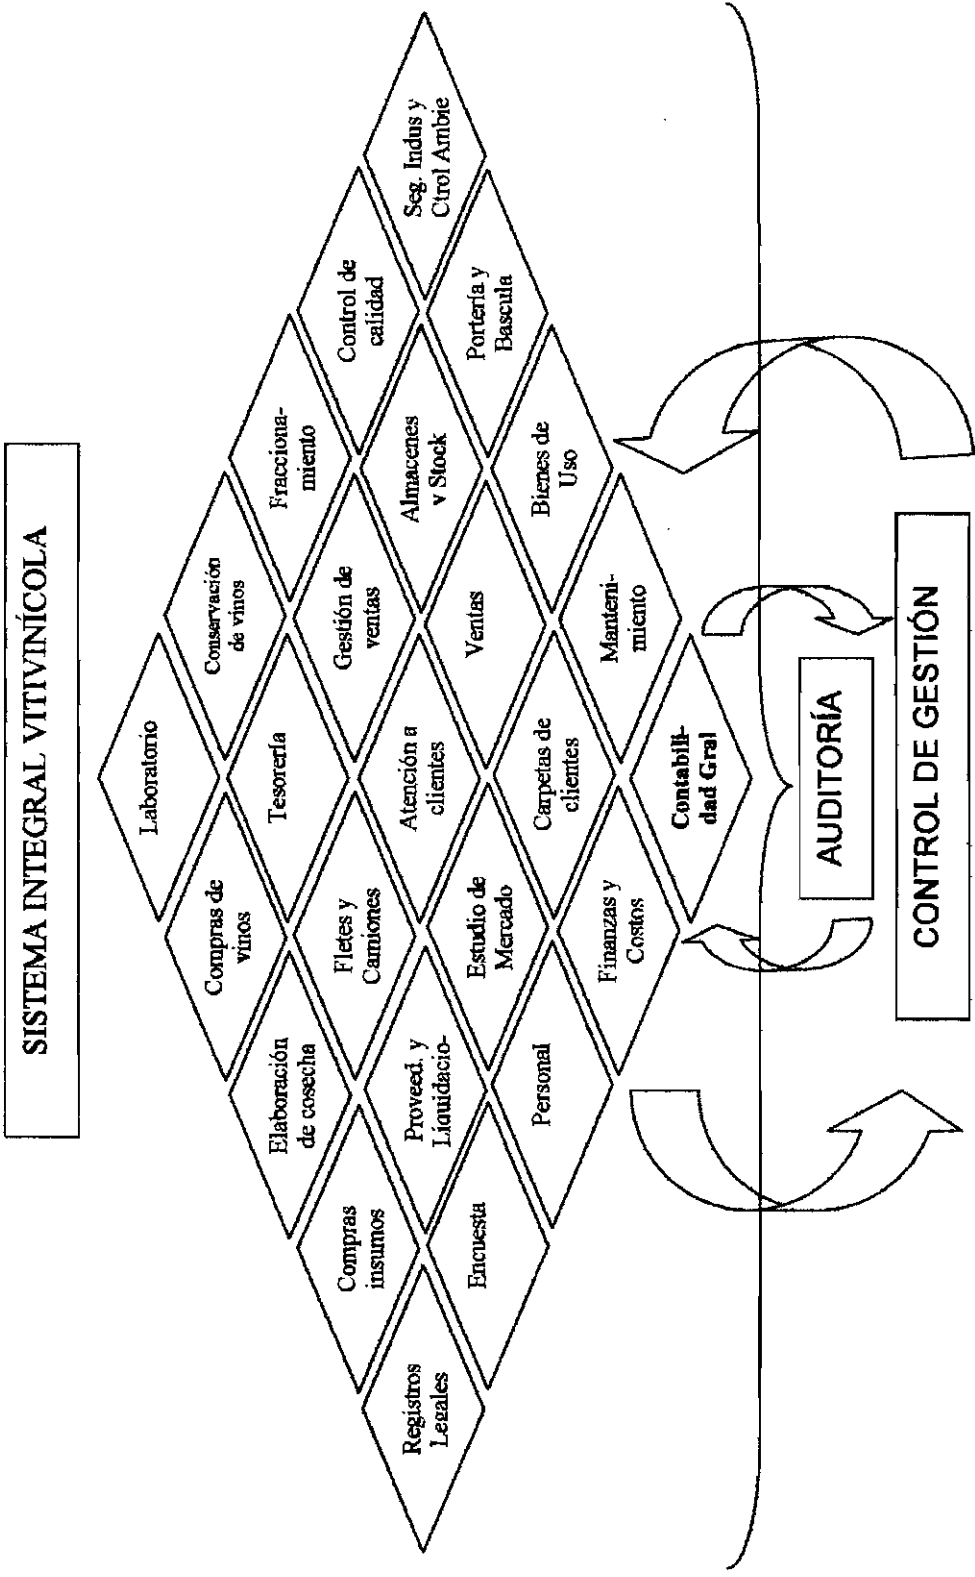 SISTEMA INTEGRAL VITIVINÍCOLA
Laboratorio
Compras de
vinos
Conservación
de vinos
Elaboración
de cosecha
Tesorería
Fracciona-
miento
Compras
insumos
Fletes y
Camiones
Gestión de
ventas
Control de
calidad
Registros
Legales
Proveed. y
Liquidacio-
Atención a
clientes
Almacenes
y Stock
Seg. Indus y
Ctrol Ambie
Encuesta
Estudio de
Mercado
Ventas
Portería y
Bascula
Personal
Carpetas de
clientes
Bienes de
Uso
Finanzas y
Costos
Manteni-
miento
Contabili-
dad Gral
AUDITORÍA
CONTROL DE GESTIÓN